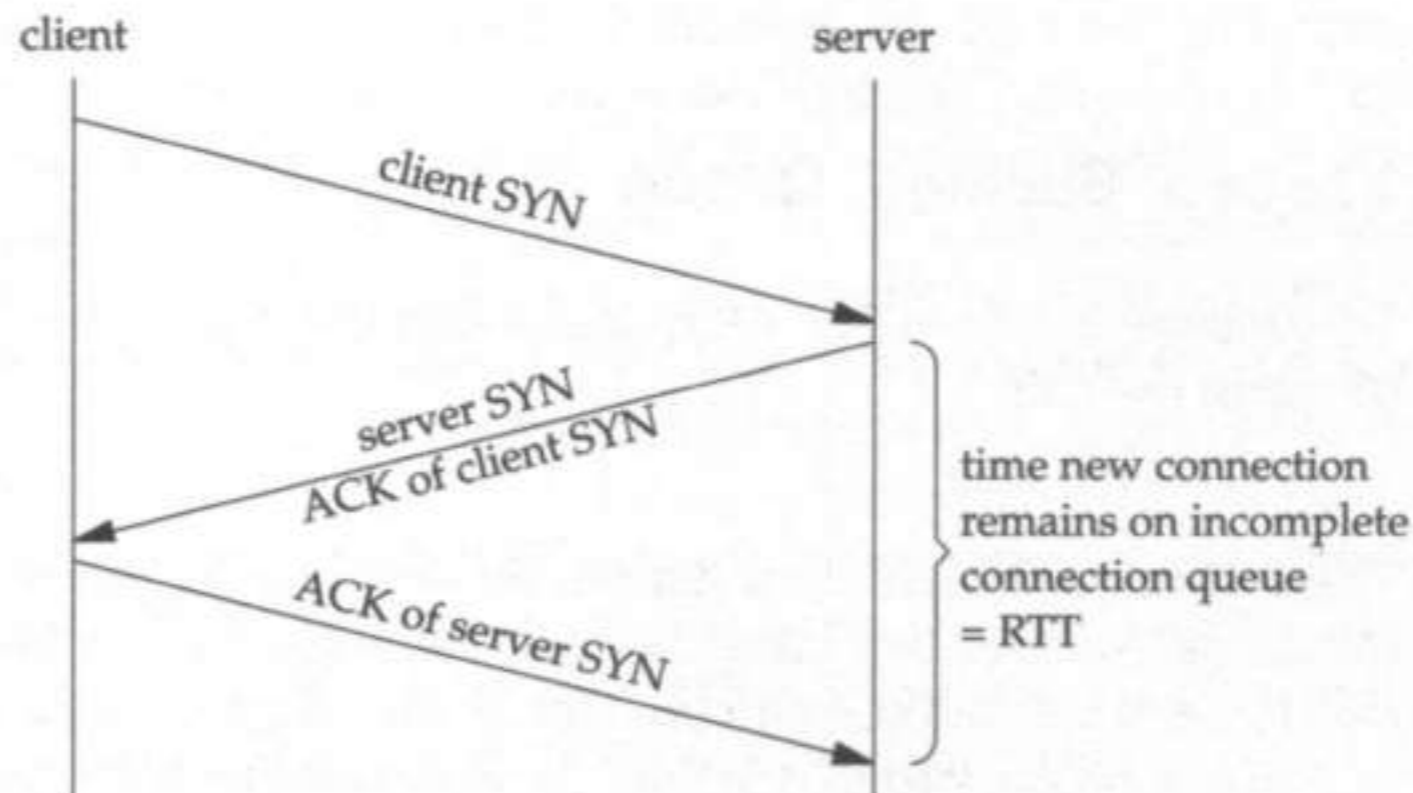 client
server
client SYN
server SYN
ACK of client SYN
time new connection
remains on incomplete
connection queue
= RTT
ACK of server SYN